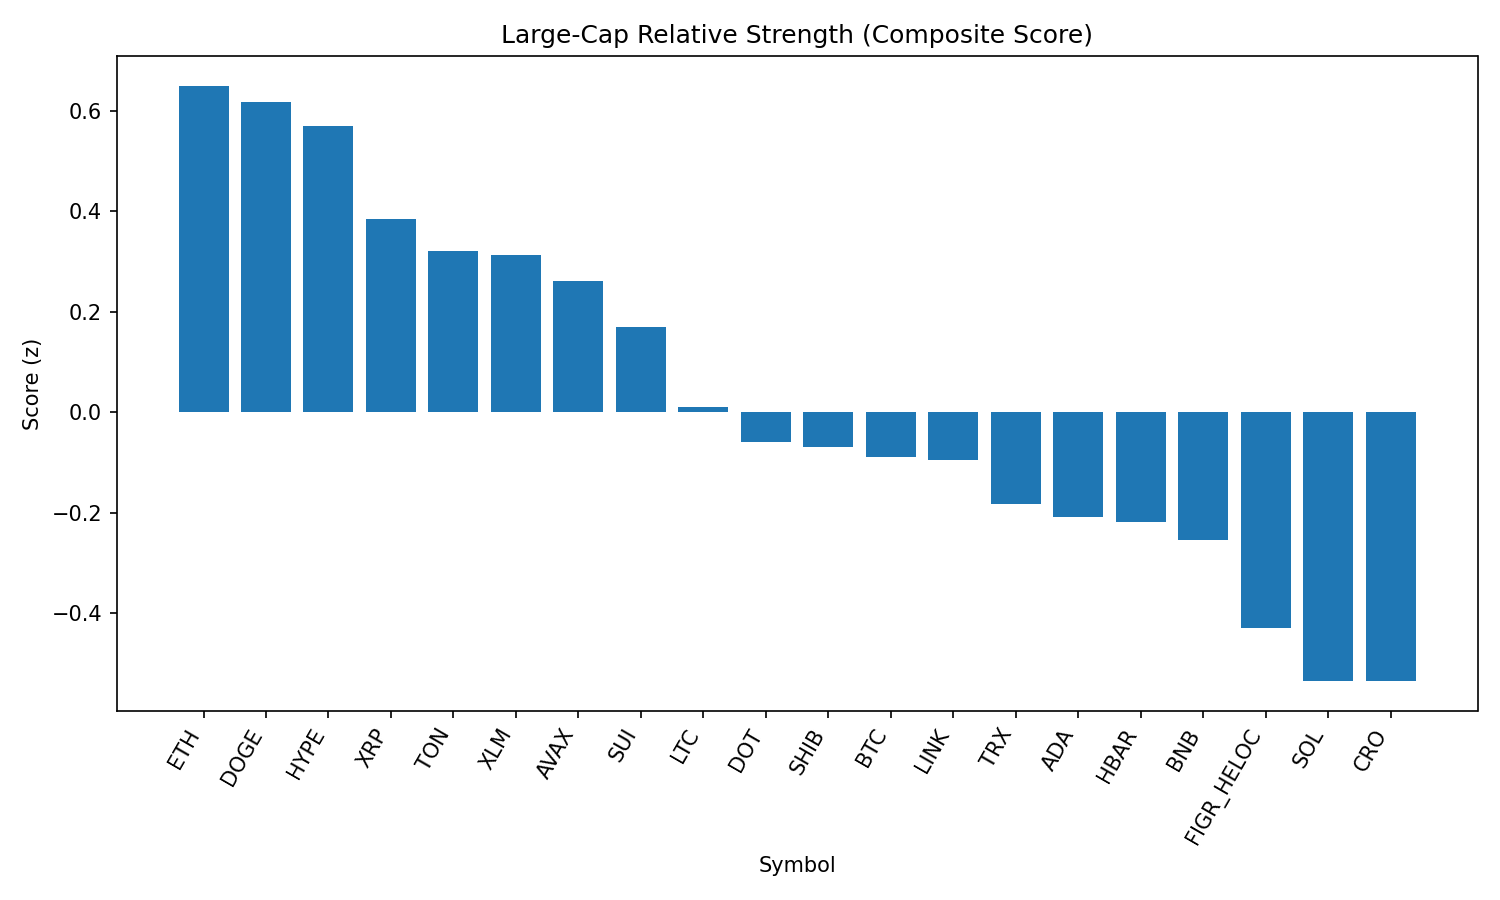 Large-Cap Relative Strength (Composite Score)
Score (z)
0.6
0.4
0.2
0.0
−0.2
−0.4
ETH
DOGE
HYPE
XRP
TON
XLM
AVAX
SUI
LTC
DOT
SHIB
BTC
LINK
TRX
ADA
HBAR
BNB
FIGR_HELOC
SOL
CRO
Symbol